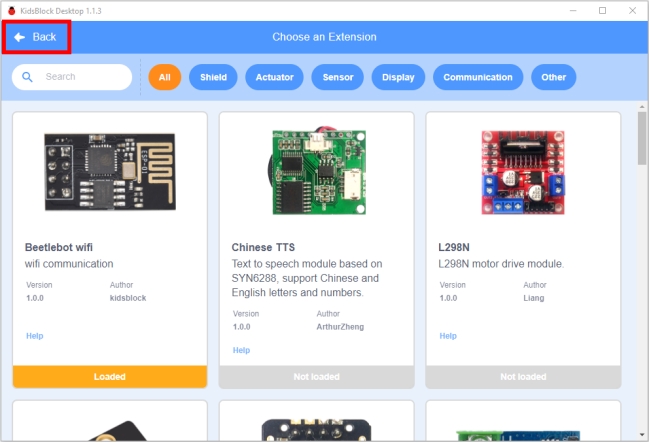 KidsBlock Desktop 1.1.3
Back
Choose an Extension
Search
All
Shield
Actuator
Sensor
Display
Communication
Other
ESP-01
Beetlebot wifi
wifi communication
Version
Author
1.0.0
kidsblock
Help
Loaded
Chinese TTS
Text to speech module based on
SYN6288, support Chinese and
English letters and numbers.
Version
Author
1.0.0
ArthurZheng
Help
Not loaded
L298N
L298N motor drive module.
Version
Author
1.0.0
Liang
Help
Not loaded